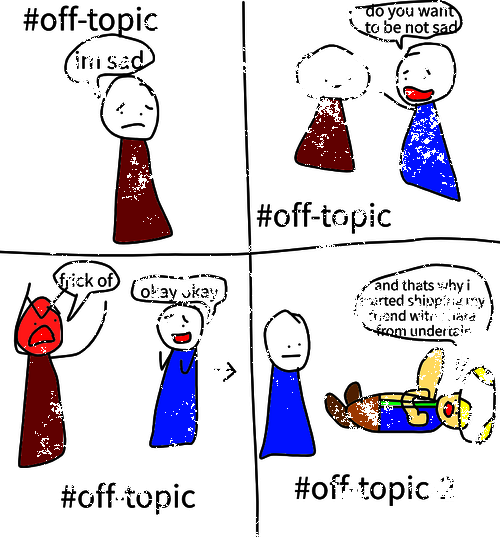 #off-topic
im sad
do you want
to be not sad
#off-topic
frick of
okay okay
#off-topic
and thats why i
started shipping my
friend with chara
from undertale
#off-topic 2